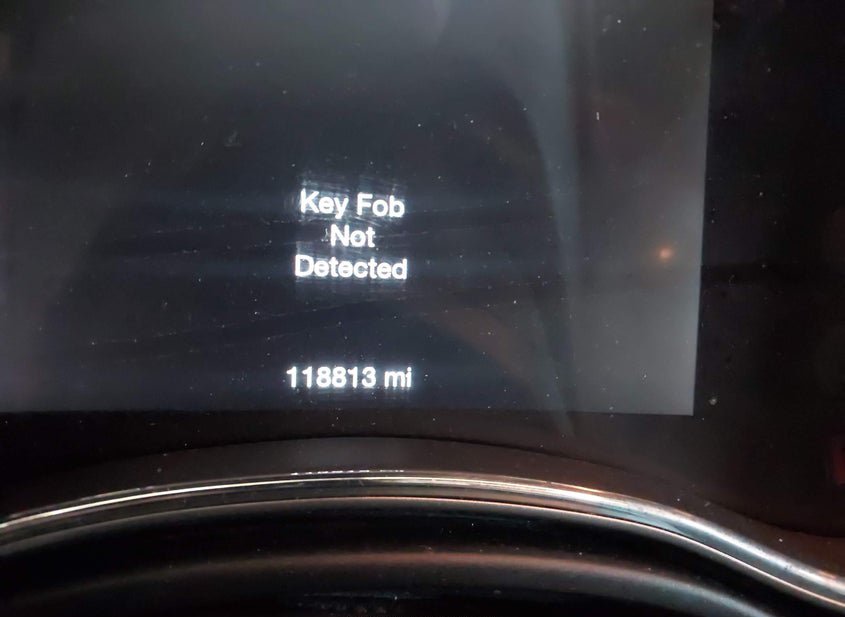 Key Fob
Not
Detected
118813 mi